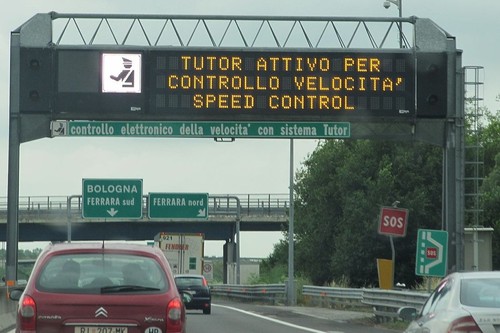 TUTOR ATTIVO PER
CONTROLLO VELOCITA'
SPEED CONTROL
controllo elettronico della velocita' con sistema Tutor
BOLOGNA
FERRARA sud
FERRARA nord
SOS
SOS